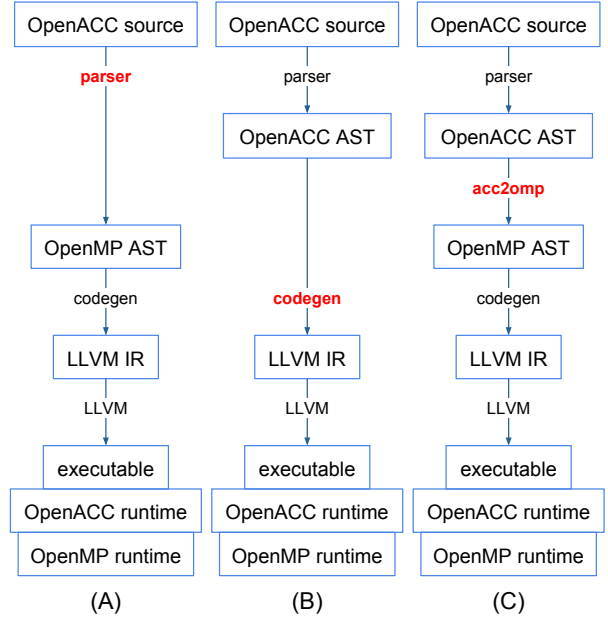 OpenACC source
parser
OpenMP AST
codegen
LLVM IR
LLVM
executable
OpenACC runtime
OpenMP runtime
(A)
OpenACC source
parser
OpenACC AST
codegen
LLVM IR
LLVM
executable
OpenACC runtime
OpenMP runtime
(B)
OpenACC source
parser
OpenACC AST
acc2omp
OpenMP AST
codegen
LLVM IR
LLVM
executable
OpenACC runtime
OpenMP runtime
(C)